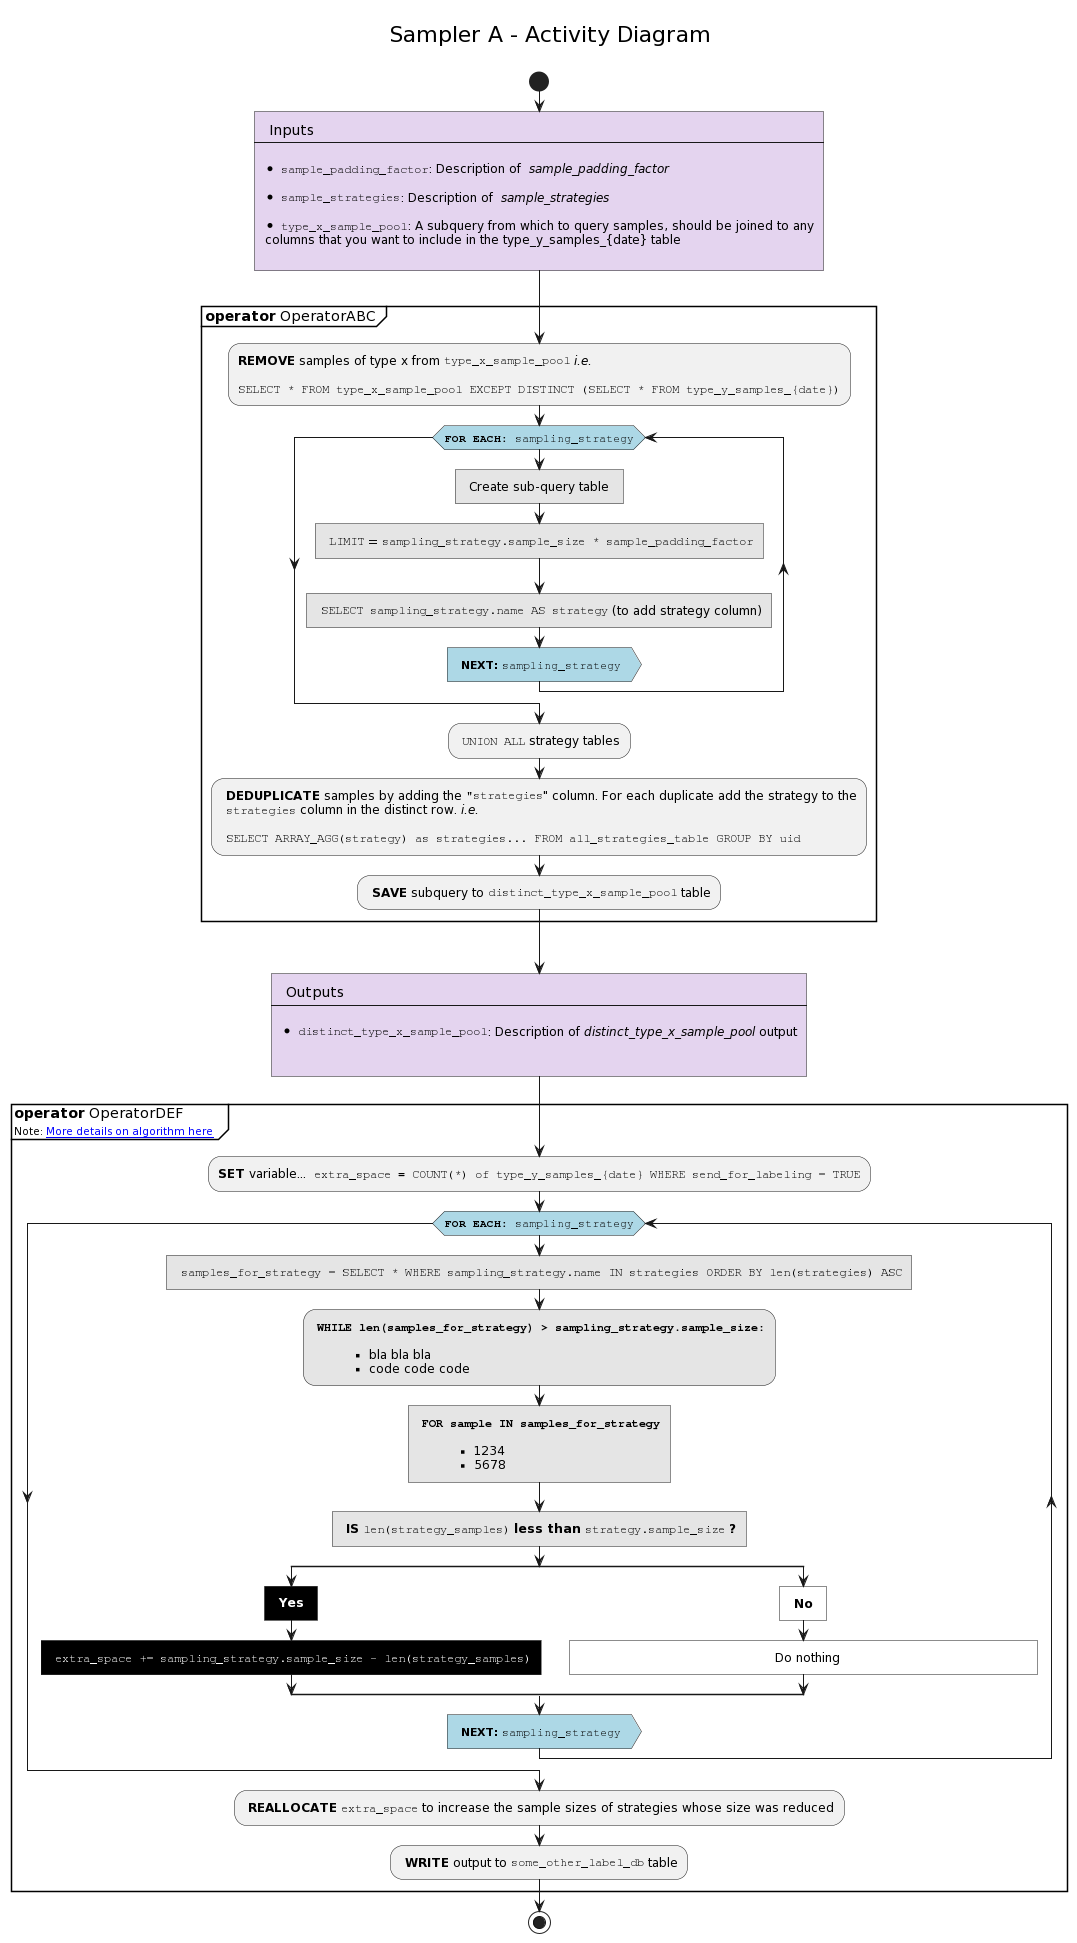 Sampler A - Activity Diagram
Inputs
• sample_padding_factor: Description of sample_padding_factor
• sample_strategies: Description of sample_strategies
• type_x_sample_pool: A subquery from which to query samples, should be joined to any
columns that you want to include in the type_y_samples_{date} table
operator OperatorABC
REMOVE samples of type x from type_x_sample_pool i.e.
SELECT * FROM type_x_sample_pool EXCEPT DISTINCT (SELECT * FROM type_y_samples_{date})
FOR EACH: sampling_strategy
Create sub-query table
LIMIT = sampling_strategy.sample_size * sample_padding_factor
SELECT sampling_strategy.name AS strategy (to add strategy column)
NEXT: sampling_strategy
UNION ALL strategy tables
DEDUPLICATE samples by adding the "strategies" column. For each duplicate add the strategy to the
strategies column in the distinct row. i.e.
SELECT ARRAY_AGG(strategy) as strategies... FROM all_strategies_table GROUP BY uid
SAVE subquery to distinct_type_x_sample_pool table
Outputs
• distinct_type_x_sample_pool: Description of distinct_type_x_sample_pool output
operator OperatorDEF
Note: More details on algorithm here
SET variable... extra_space = COUNT(*) of type_y_samples_{date} WHERE send_for_labeling = TRUE
FOR EACH: sampling_strategy
samples_for_strategy = SELECT * WHERE sampling_strategy.name IN strategies ORDER BY len(strategies) ASC
WHILE len(samples_for_strategy) > sampling_strategy.sample_size:
▪ bla bla bla
▪ code code code
FOR sample IN samples_for_strategy
▪ 1234
▪ 5678
IS len(strategy_samples) less than strategy.sample_size ?
Yes
No
extra_space += sampling_strategy.sample_size - len(strategy_samples)
Do nothing
NEXT: sampling_strategy
REALLOCATE extra_space to increase the sample sizes of strategies whose size was reduced
WRITE output to some_other_label_db table